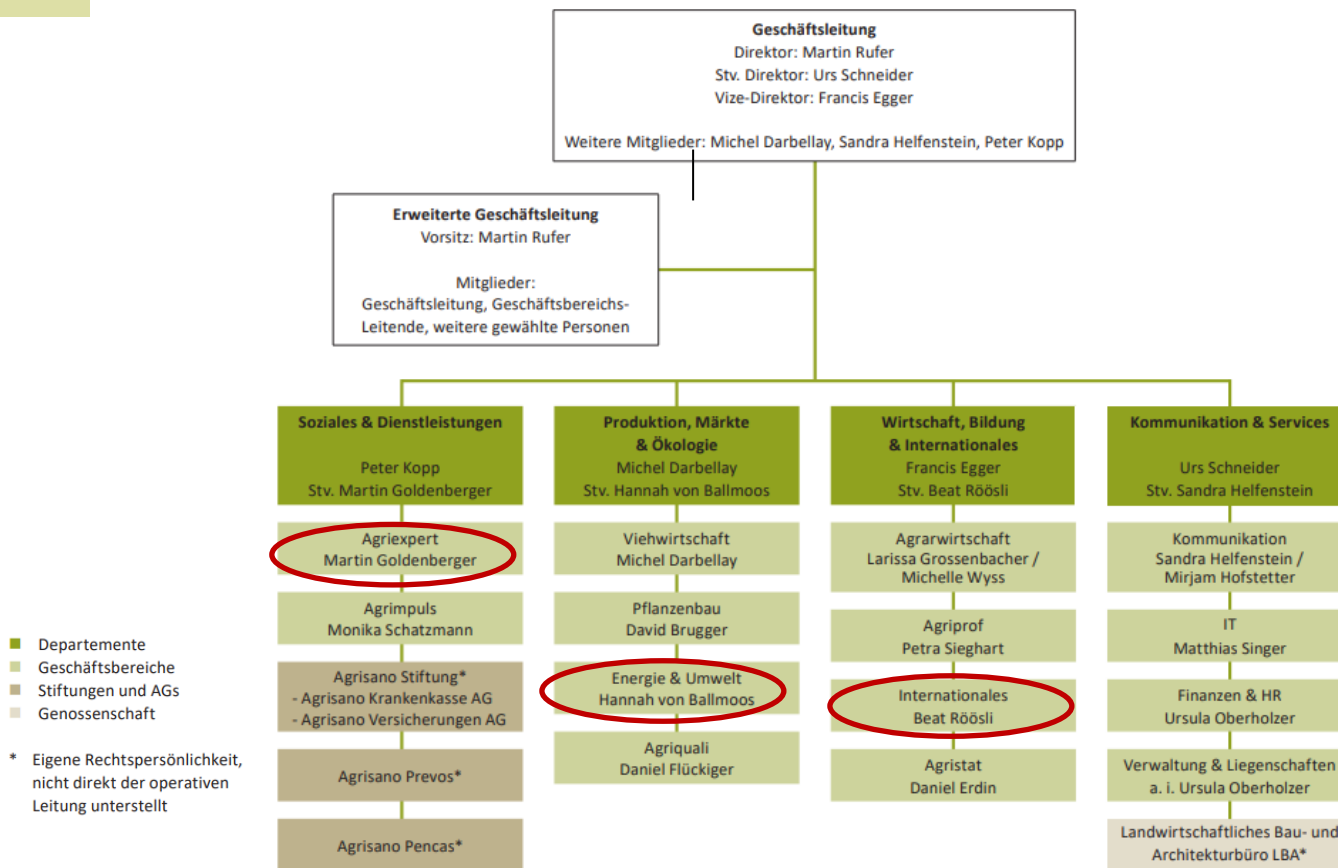 Geschäftsleitung
Direktor: Martin Rufer
Stv. Direktor: Urs Schneider
Vize-Direktor: Francis Egger
Weitere Mitglieder: Michel Darbellay, Sandra Helfenstein, Peter Kopp
Erweiterte Geschäftsleitung
Vorsitz: Martin Rufer
Mitglieder:
Geschäftsleitung, Geschäftsbereichs-
Leitende, weitere gewählte Personen
Soziales & Dienstleistungen
Peter Kopp
Stv. Martin Goldenberger
Agriexpert
Martin Goldenberger
Agrimpuls
Monika Schatzmann
Agrisano Stiftung*
- Agrisano Krankenkasse AG
- Agrisano Versicherungen AG
Agrisano Prevos*
Agrisano Pencas*
Produktion, Märkte
& Ökologie
Michel Darbellay
Stv. Hannah von Ballmoos
Viehwirtschaft
Michel Darbellay
Pflanzenbau
David Brugger
Energie & Umwelt
Hannah von Ballmoos
Agriquali
Daniel Flückiger
Wirtschaft, Bildung
& Internationales
Francis Egger
Stv. Beat Röösli
Agrarwirtschaft
Larissa Grossenbacher /
Michelle Wyss
Agriprof
Petra Sieghart
Internationales
Beat Röösli
Agristat
Daniel Erdin
Kommunikation & Services
Urs Schneider
Stv. Sandra Helfenstein
Kommunikation
Sandra Helfenstein /
Mirjam Hofstetter
IT
Matthias Singer
Finanzen & HR
Ursula Oberholzer
Verwaltung & Liegenschaften
a. i. Ursula Oberholzer
Landwirtschaftliches Bau- und
Architekturbüro LBA*
Departemente
Geschäftsbereiche
Stiftungen und AGs
Genossenschaft
* Eigene Rechtspersönlichkeit,
nicht direkt der operativen
Leitung unterstellt